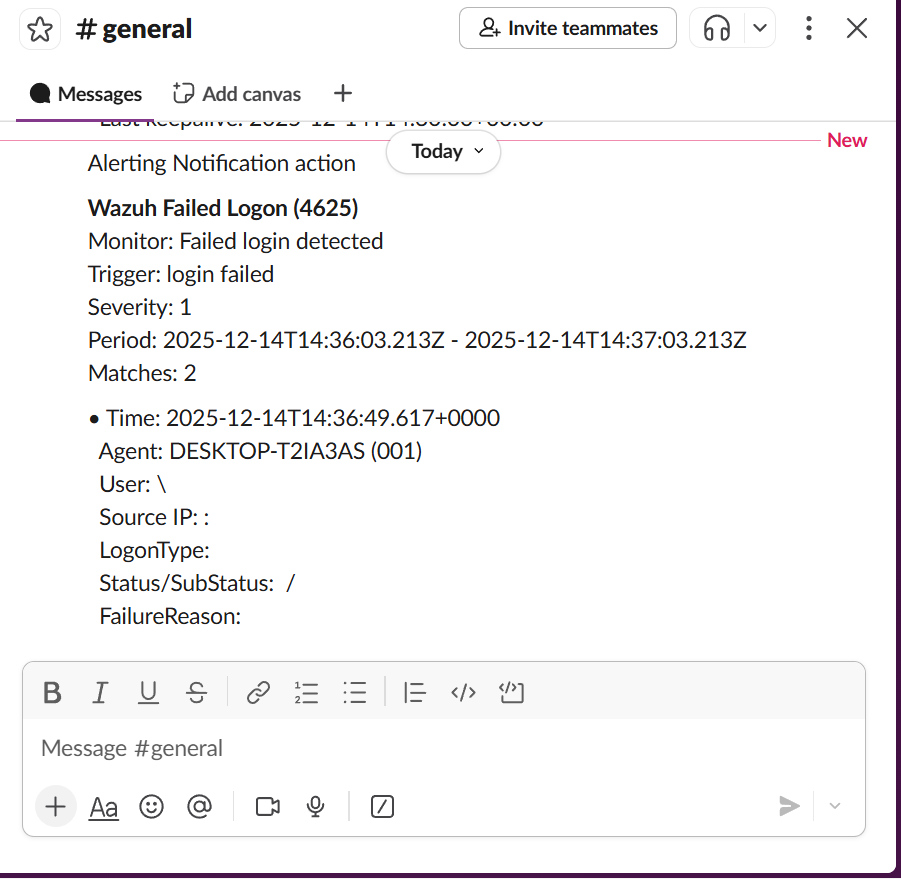 # general
Invite teammates
Messages
Add canvas
Today
New
Alerting Notification action
Wazuh Failed Logon (4625)
Monitor: Failed login detected
Trigger: login failed
Severity: 1
Period: 2025-12-14T14:36:03.213Z - 2025-12-14T14:37:03.213Z
Matches: 2
• Time: 2025-12-14T14:36:49.617+0000
Agent: DESKTOP-T2IA3AS (001)
User: \
Source IP: :
LogonType:
Status/SubStatus:  /
FailureReason:
Message #general
Aa